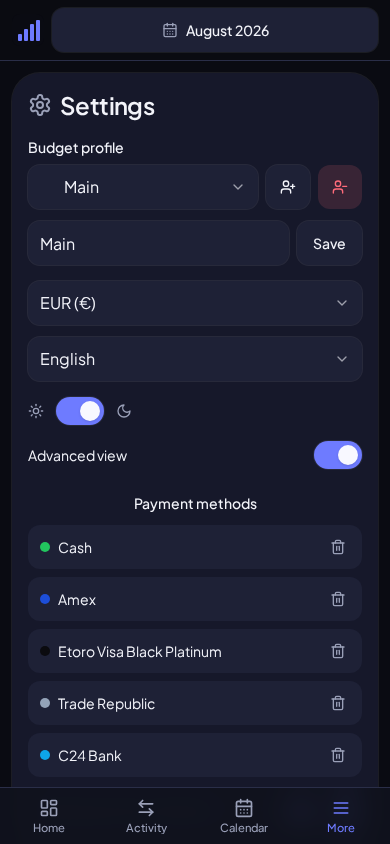 August 2026
Settings
Budget profile
Main
Main
Save
EUR (€)
English
Advanced view
Payment methods
Cash
Amex
Etoro Visa Black Platinum
Trade Republic
C24 Bank
Home
Activity
Calendar
More